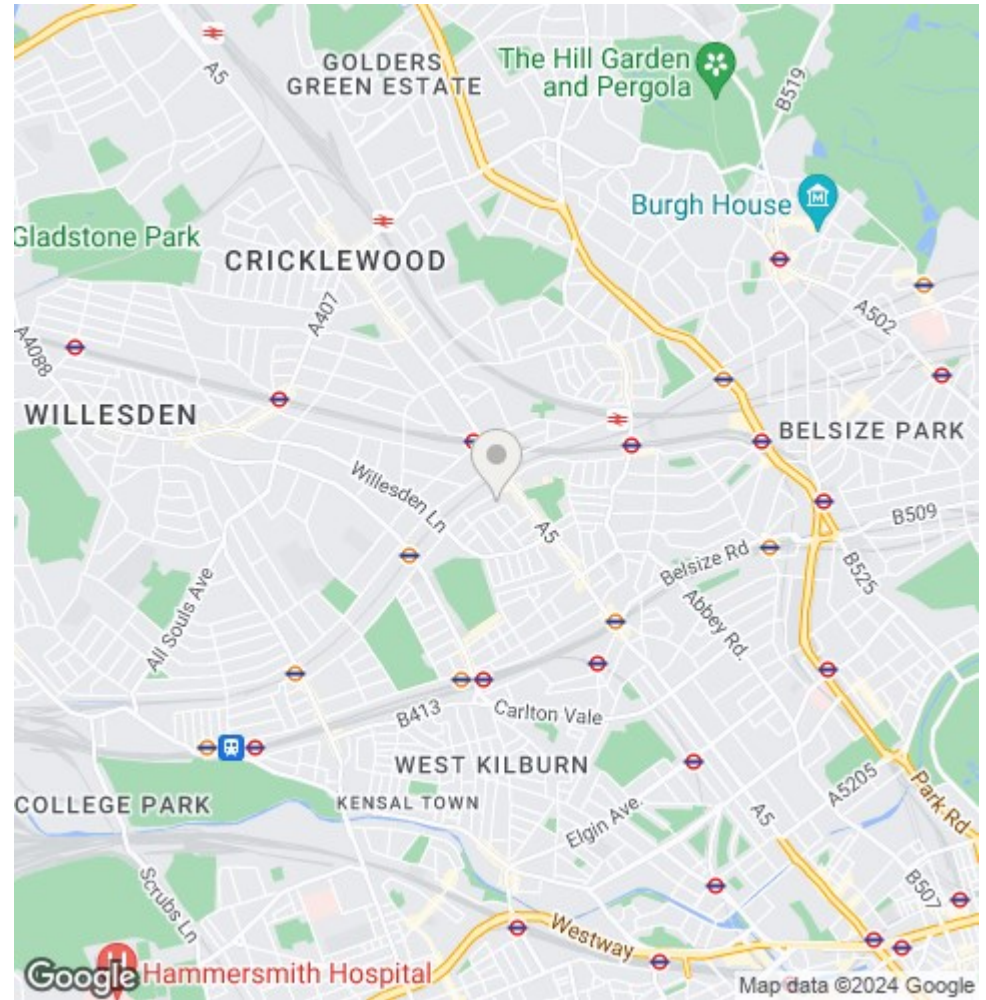 A5
GOLDERS
GREEN ESTATE
The Hill Garden
and Pergola
B519
Burgh House
Gladstone Park
CRICKLEWOOD
A407
A502
A4088
WILLESDEN
BELSIZE PARK
Willesden Ln
A5
B509
Belsize Rd
B525
All Souls Ave
Abbey Rd.
B413
Carlton Vale
WEST KILBURN
COLLEGE PARK
KENSAL TOWN
A5205
Park Rd
Elgin Ave.
A5
Scrubs Ln
B507
Westway
Google
Hammersmith Hospital
Map data ©2024 Google